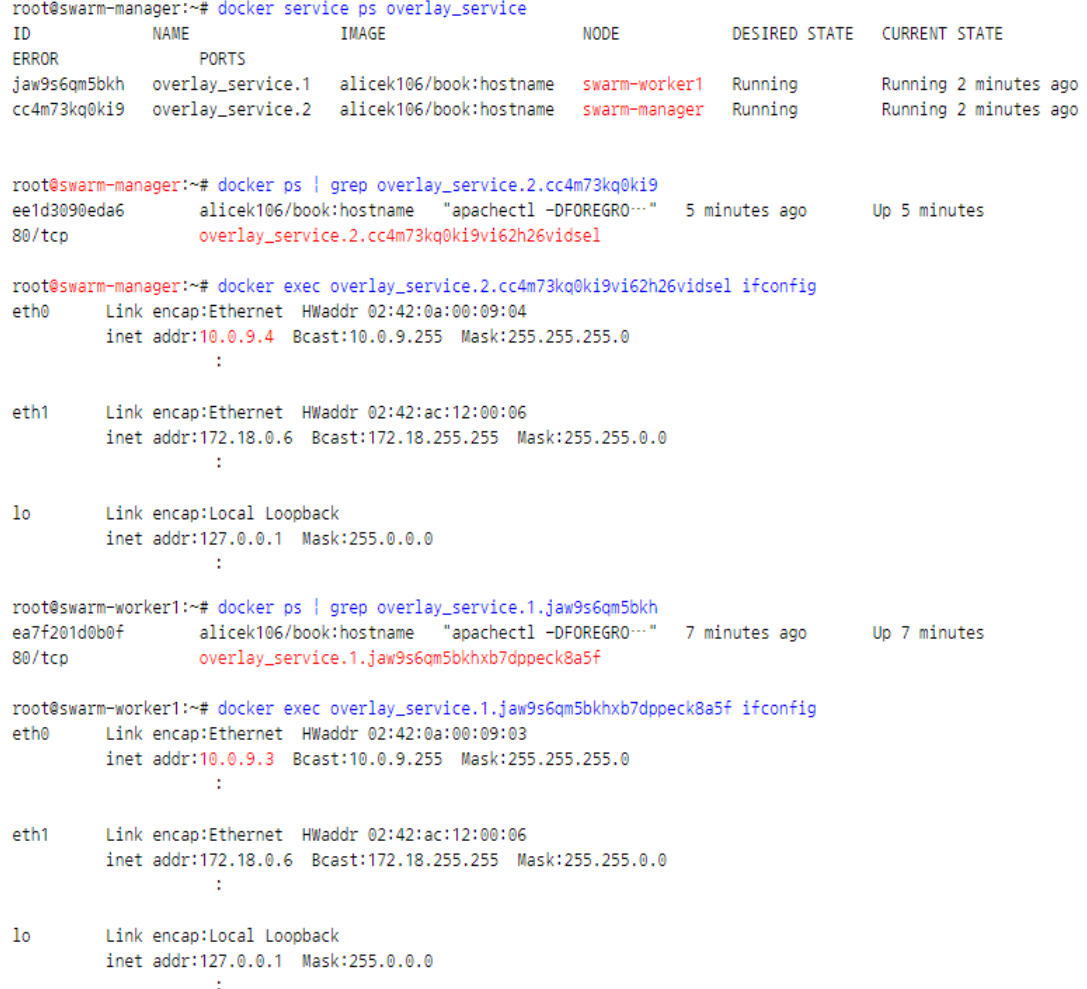 root@swarm-manager:~# docker service ps overlay_service
ID NAME IMAGE NODE DESIRED STATE CURRENT STATE
ERROR PORTS
jaw9s6qm5bkh overlay_service.1 alicek106/book:hostname swarm-worker1 Running Running 2 minutes ago
cc4m73kq0ki9 overlay_service.2 alicek106/book:hostname swarm-manager Running Running 2 minutes ago
root@swarm-manager:~# docker ps | grep overlay_service.2.cc4m73kq0ki9
ee1d3090eda6 alicek106/book:hostname "apachectl -DFOREGRO…" 5 minutes ago Up 5 minutes
80/tcp overlay_service.2.cc4m73kq0ki9vi62h26vidsel
root@swarm-manager:~# docker exec overlay_service.2.cc4m73kq0ki9vi62h26vidsel ifconfig
eth0 Link encap:Ethernet HWaddr 02:42:0a:00:09:04
inet addr:10.0.9.4 Bcast:10.0.9.255 Mask:255.255.255.0
:
eth1 Link encap:Ethernet HWaddr 02:42:ac:12:00:06
inet addr:172.18.0.6 Bcast:172.18.255.255 Mask:255.255.0.0
:
lo Link encap:Local Loopback
inet addr:127.0.0.1 Mask:255.0.0.0
:
root@swarm-worker1:~# docker ps | grep overlay_service.1.jaw9s6qm5bkh
ea7f201d0b0f alicek106/book:hostname "apachectl -DFOREGRO…" 7 minutes ago Up 7 minutes
80/tcp overlay_service.1.jaw9s6qm5bkhxb7dppeck8a5f
root@swarm-worker1:~# docker exec overlay_service.1.jaw9s6qm5bkhxb7dppeck8a5f ifconfig
eth0 Link encap:Ethernet HWaddr 02:42:0a:00:09:03
inet addr:10.0.9.3 Bcast:10.0.9.255 Mask:255.255.255.0
:
eth1 Link encap:Ethernet HWaddr 02:42:ac:12:00:06
inet addr:172.18.0.6 Bcast:172.18.255.255 Mask:255.255.0.0
:
lo Link encap:Local Loopback
inet addr:127.0.0.1 Mask:255.0.0.0
: